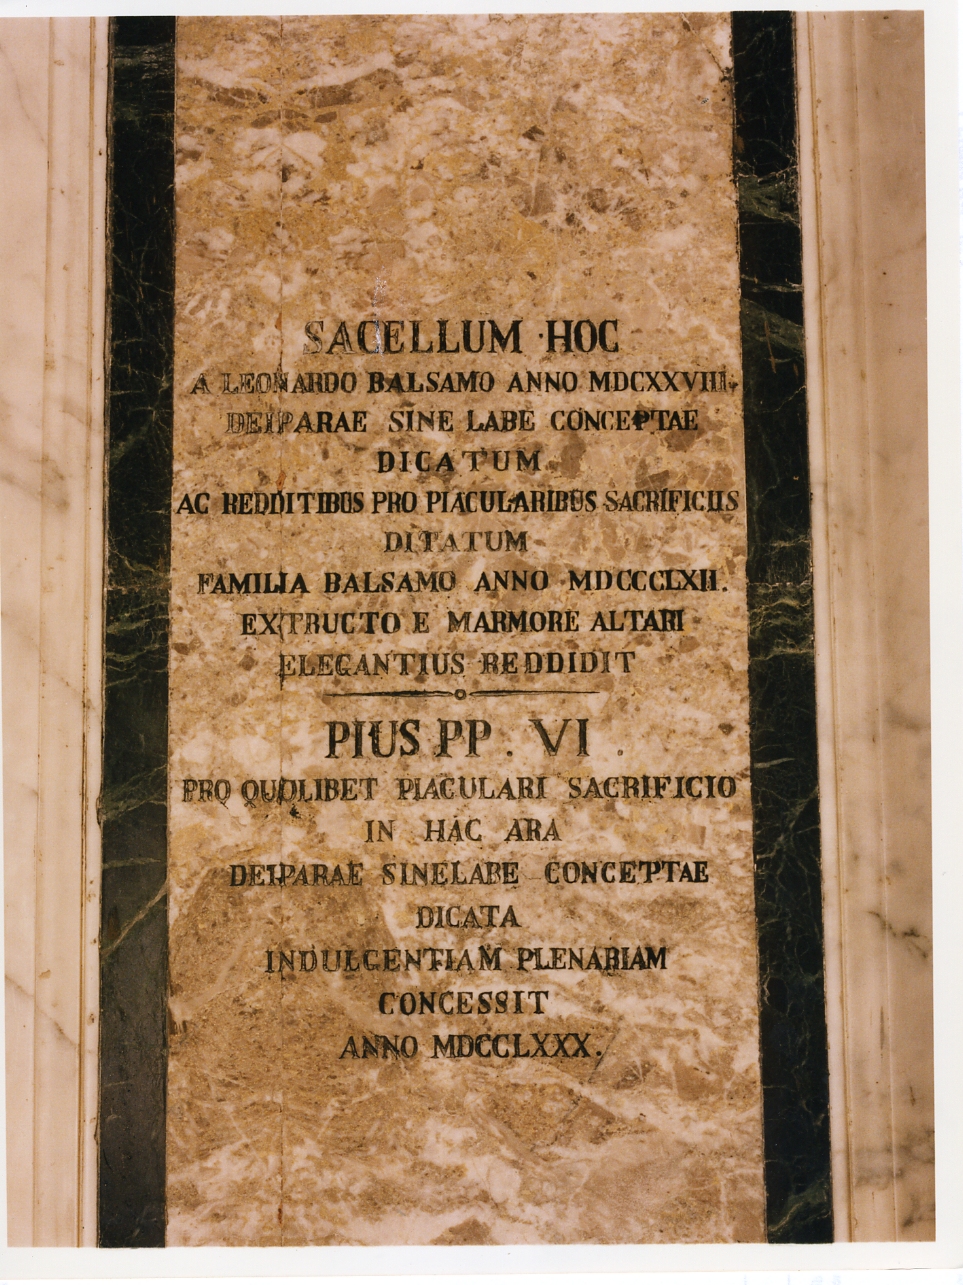 SACELLUM HOC
A LEONARDO BALSAMO ANNO MDCXXVIII.
DEIPARAE SINE LABE CONCEPTAE
DICATUM
AC REDDITIBUS PRO PIACULARIBUS SACRIFICIIS
DITATUM
FAMILIA BALSAMO ANNO MDCCCLXII.
EXTRUCTO E MARMORE ALTARI
ELEGANTIUS REDDIDIT
PIUS PP. VI.
PRO QUOLIBET PIACULARI SACRIFICIO
IN HAC ARA
DEIPARAE SINELABE CONCEPTAE
DICATA
INDULGENTIAM PLENARIAM
CONCESSIT
ANNO MDCCLXXX.